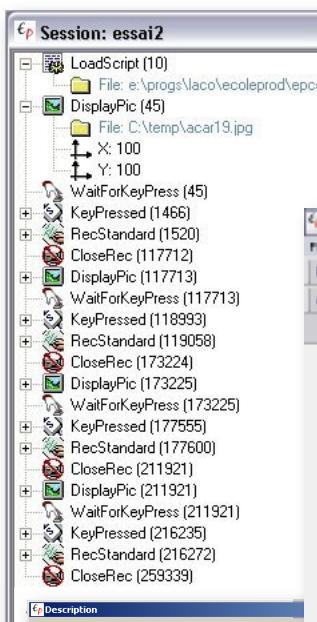 Session: essai2
LoadScript (10)
File: e:\progs\laco\ecoleprod\epc
DisplayPic (45)
File: C:\temp\acar19.jpg
X: 100
Y: 100
WaitForKeyPress (45)
KeyPressed (1466)
RecStandard (1520)
CloseRec (117712)
DisplayPic (117713)
WaitForKeyPress (117713)
KeyPressed (118993)
RecStandard (119058)
CloseRec (173224)
DisplayPic (173225)
WaitForKeyPress (173225)
KeyPressed (177555)
RecStandard (177600)
CloseRec (211921)
DisplayPic (211921)
WaitForKeyPress (211921)
KeyPressed (216235)
RecStandard (216272)
CloseRec (259339)
Description